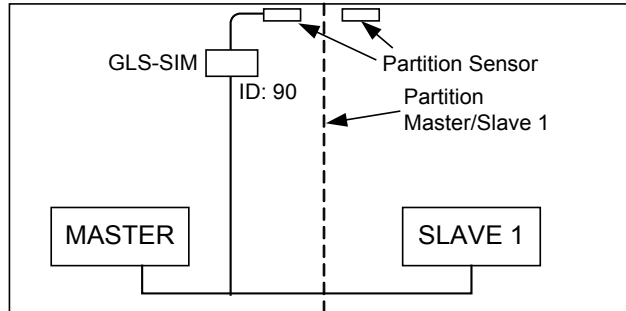 GLS-SIM
ID: 90
Partition Sensor
Partition
Master/Slave 1
MASTER
SLAVE 1